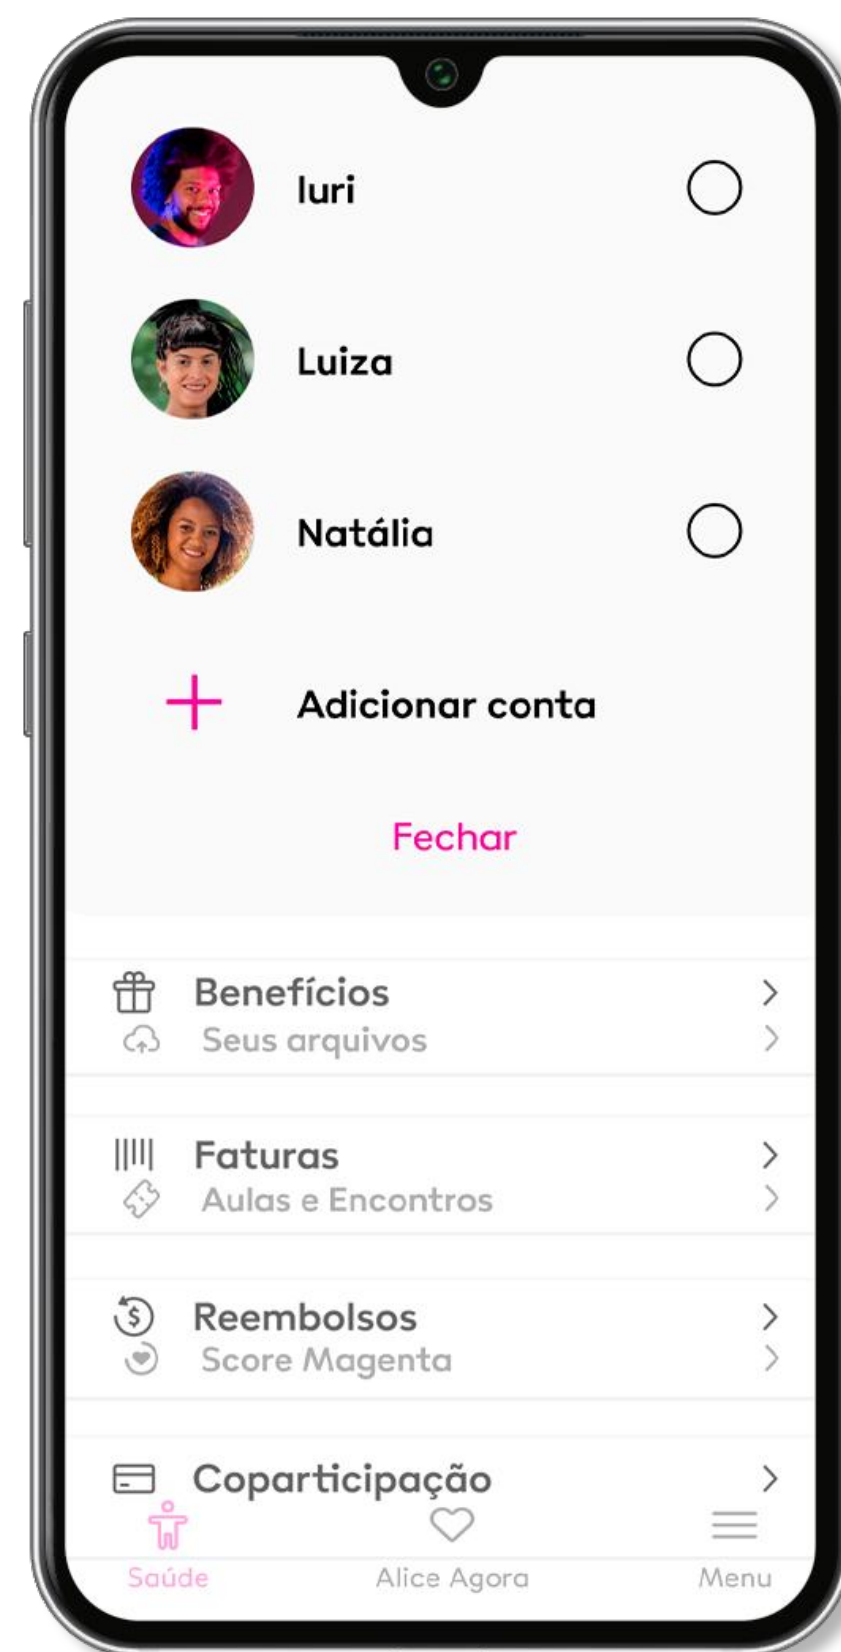 Iuri
Luiza
Natália
Adicionar conta
Fechar
Benefícios
Seus arquivos
Faturas
Aulas e Encontros
Reembolsos
Score Magenta
Coparticipação
Saúde
Alice Agora
Menu